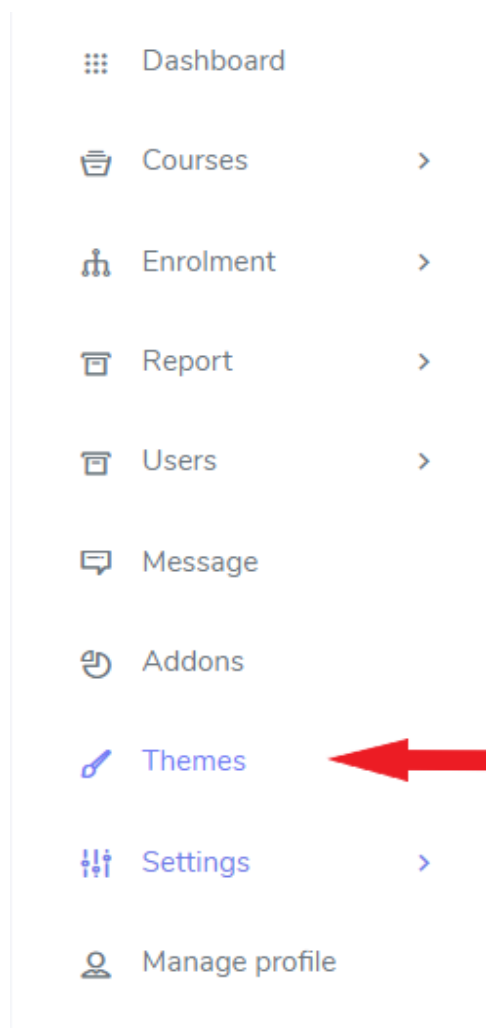 Dashboard
Courses
Enrolment
Report
Users
Message
Addons
Themes
Settings
Manage profile